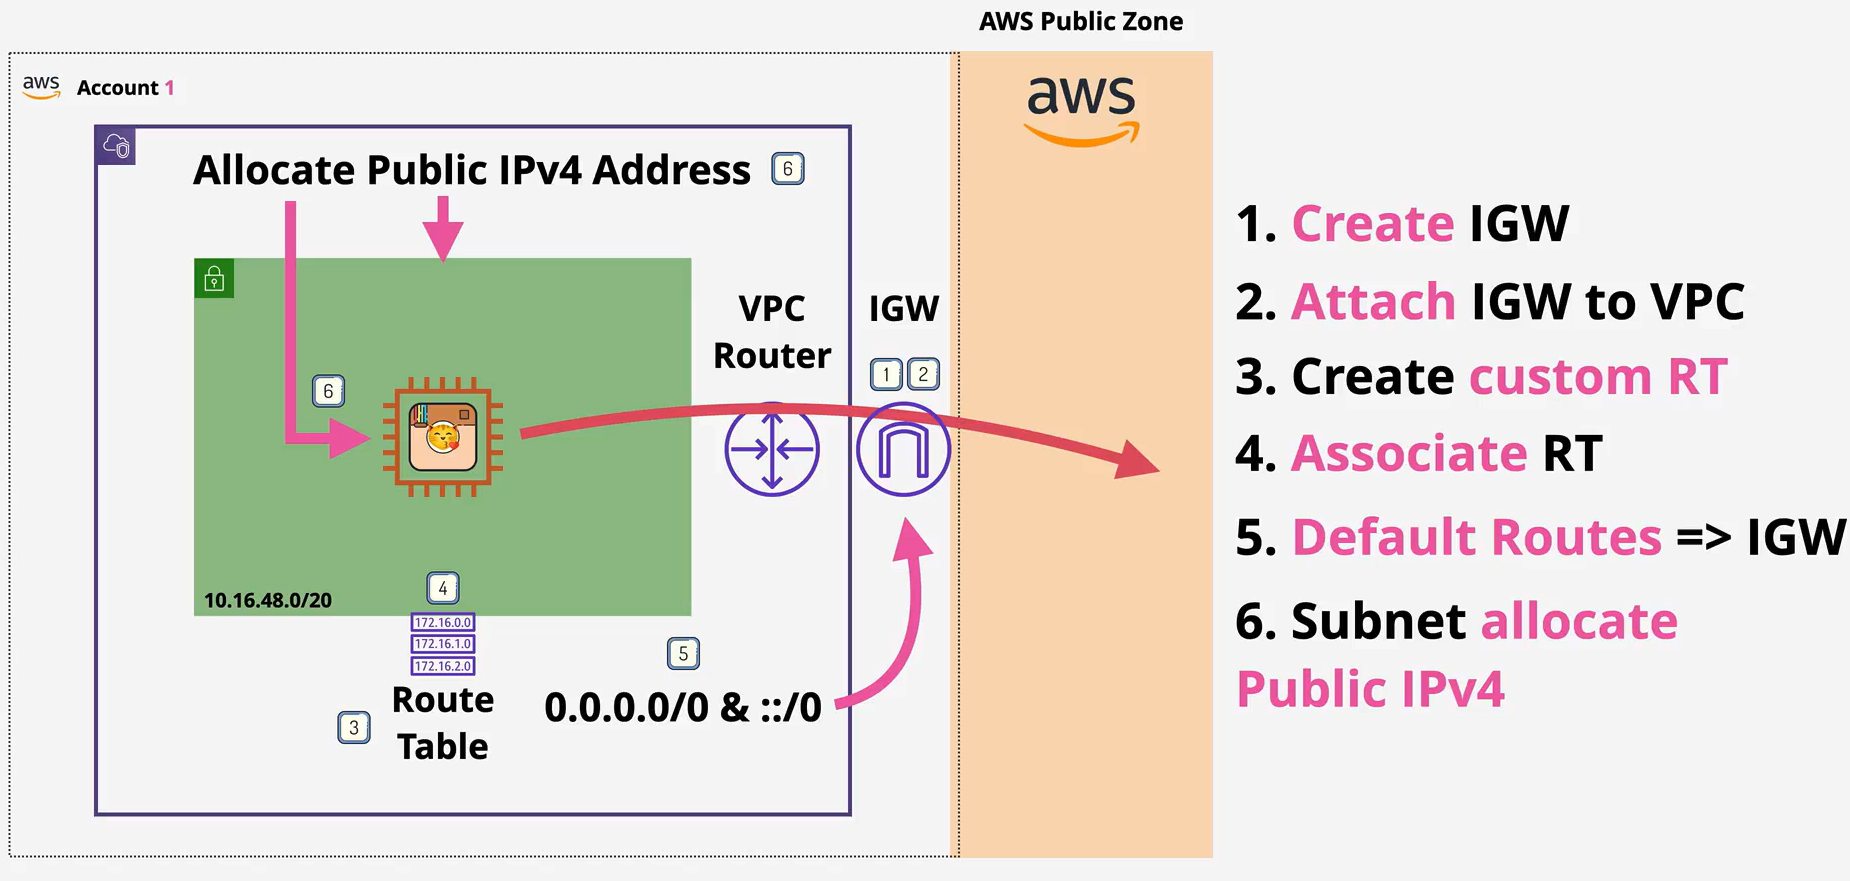 AWS Public Zone
aws
Account 1
aws
Allocate Public IPv4 Address
6
VPC
Router
IGW
1
2
6
10.16.48.0/20
4
172.16.0.0
172.16.1.0
172.16.2.0
Route
Table
3
5
0.0.0.0/0 & ::/0
1. Create IGW
2. Attach IGW to VPC
3. Create custom RT
4. Associate RT
5. Default Routes => IGW
6. Subnet allocate
Public IPv4